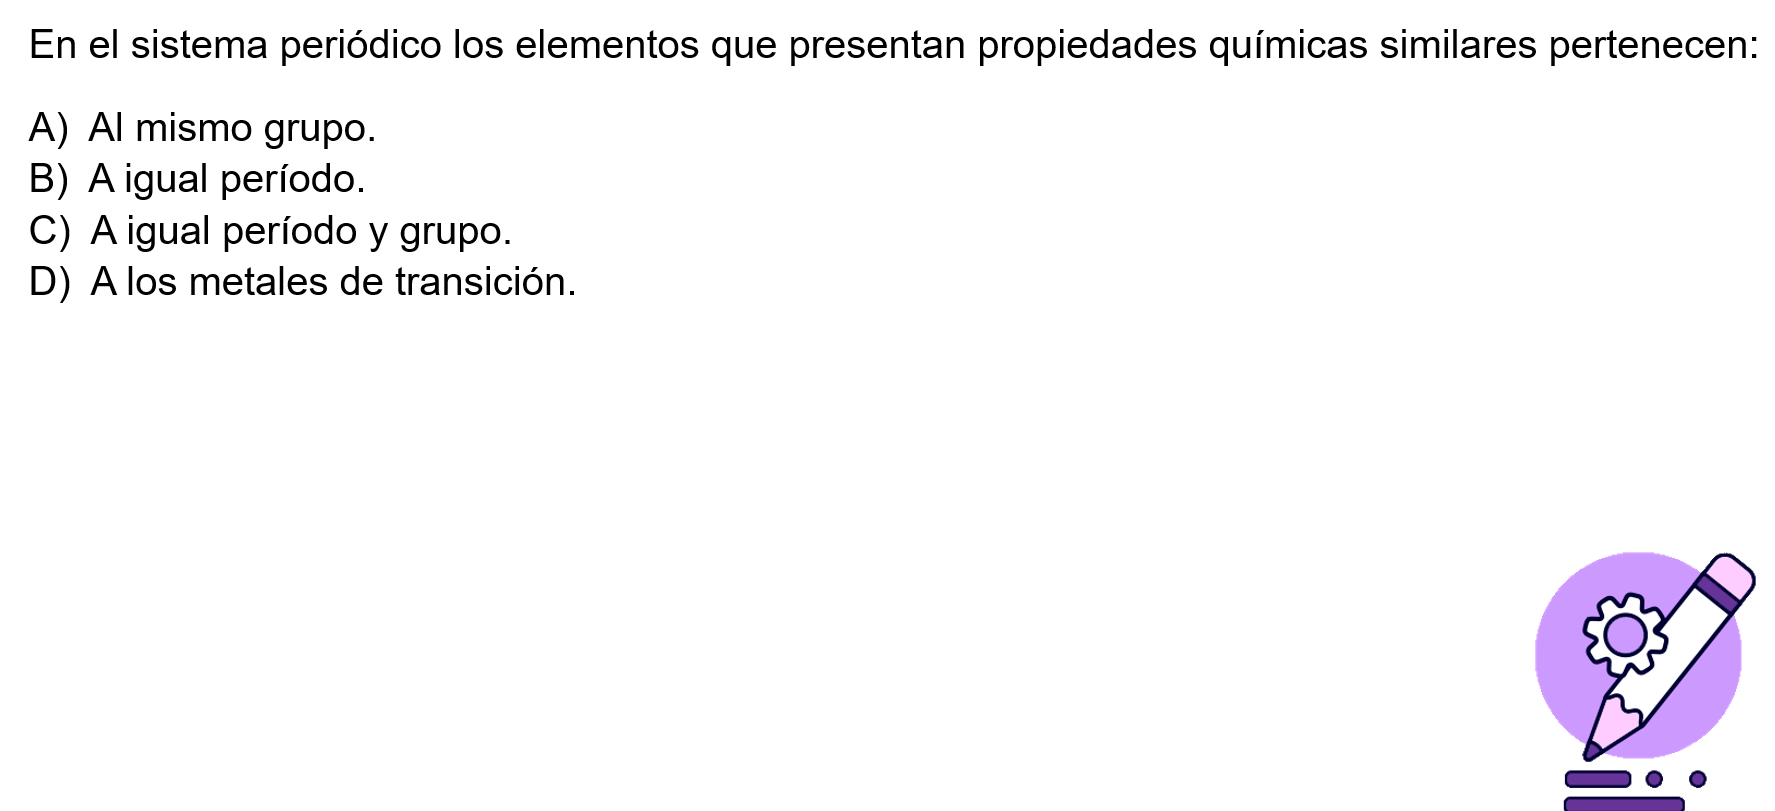 En el sistema periódico los elementos que presentan propiedades químicas similares pertenecen:
A) Al mismo grupo.
B) A igual período.
C) A igual período y grupo.
D) A los metales de transición.